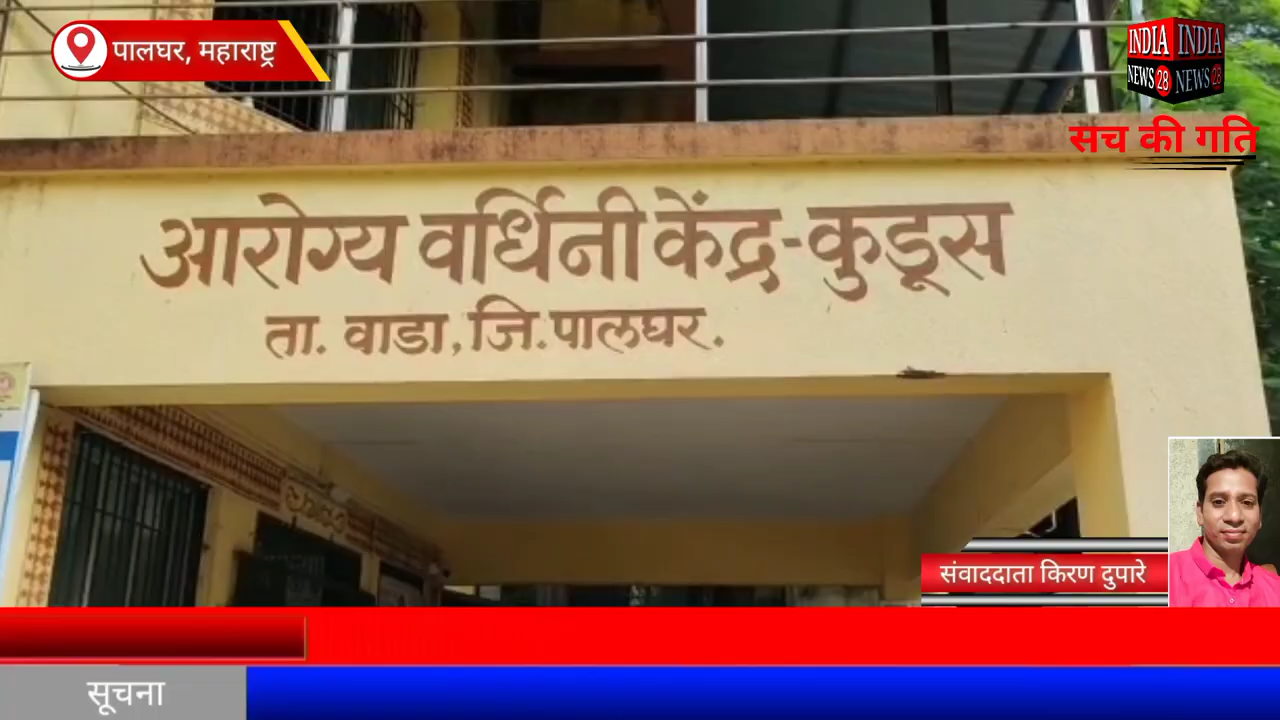 पालघर, महाराष्ट्र
INDIA INDIA
NEWS 28 NEWS 28
सच की गति
आरोग्य वर्धिनी केंद्र-कुडूस
ता. वाडा, जि. पालघर.
संवाददाता किरण दुपारे
सूचना